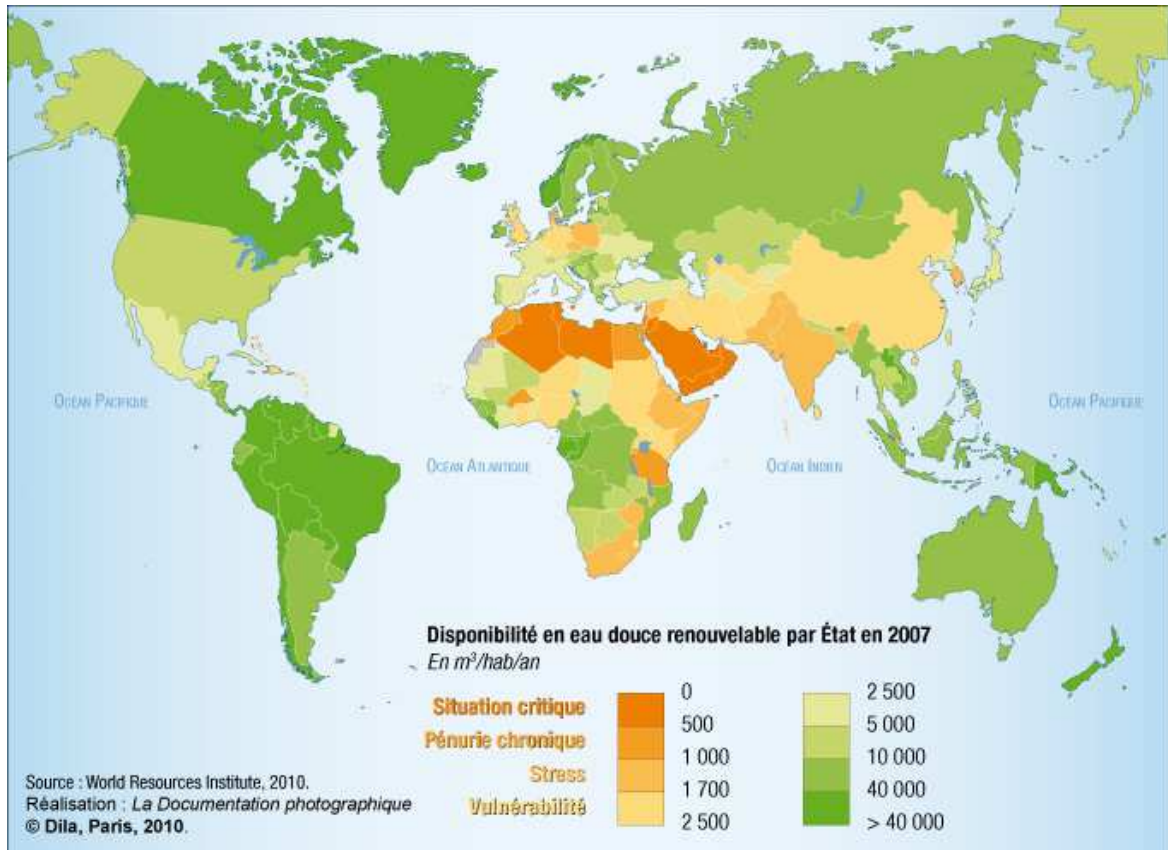 OCÉAN PACIFIQUE
OCÉAN ATLANTIQUE
OCÉAN INDIEN
OCÉAN PACIFIQUE
Disponibilité en eau douce renouvelable par État en 2007
En m³/hab/an
Situation critique
Pénurie chronique
Stress
Vulnérabilité
0
500
1 000
1 700
2 500
2 500
5 000
10 000
40 000
> 40 000
Source : World Resources Institute, 2010.
Réalisation : La Documentation photographique
© Dila, Paris, 2010.